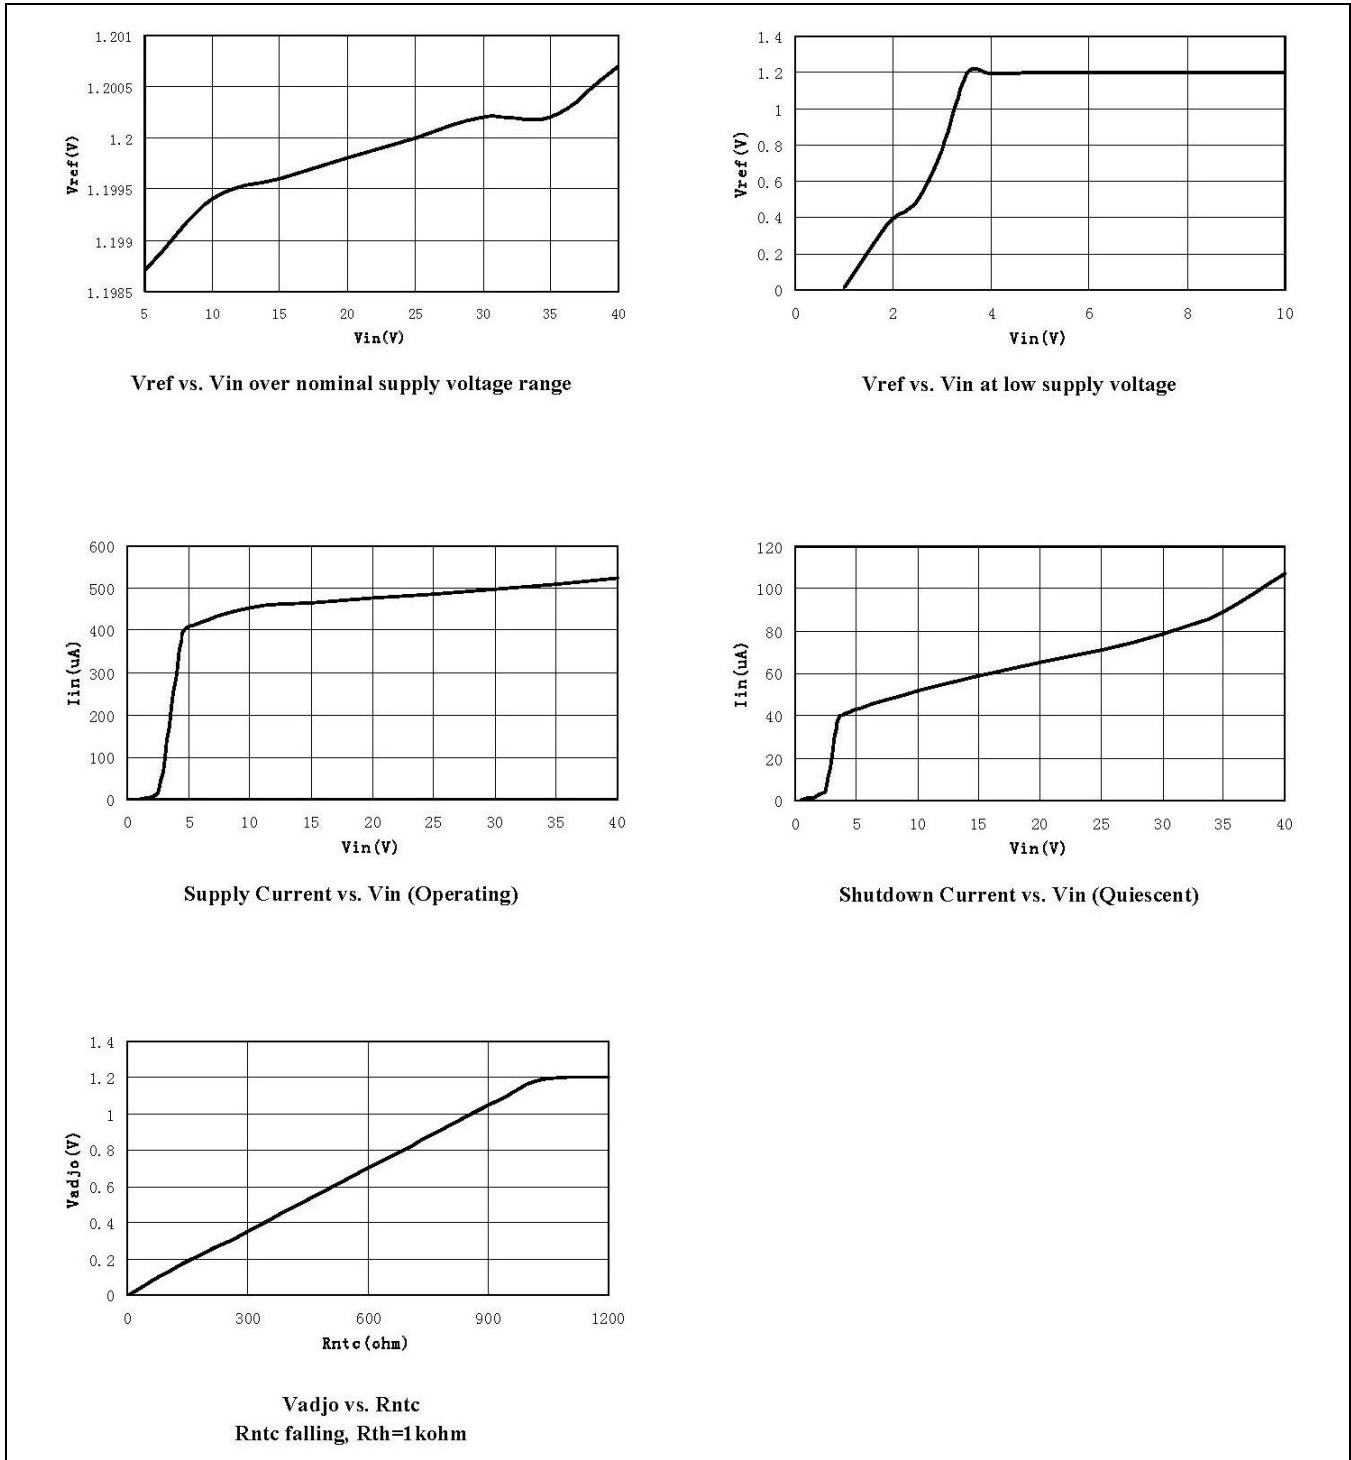 1.201
1.2005
1.2
1.1995
1.199
1.1985
Vref(V)
5 10 15 20 25 30 35 40
Vin(V)
Vref vs. Vin over nominal supply voltage range
1.4
1.2
1
0.8
0.6
0.4
0.2
0
Vref(V)
0 2 4 6 8 10
Vin(V)
Vref vs. Vin at low supply voltage
600
500
400
300
200
100
0
Iin(uA)
0 5 10 15 20 25 30 35 40
Vin(V)
Supply Current vs. Vin (Operating)
120
100
80
60
40
20
0
Iin(uA)
0 5 10 15 20 25 30 35 40
Vin(V)
Shutdown Current vs. Vin (Quiescent)
1.4
1.2
1
0.8
0.6
0.4
0.2
0
Vadjo(V)
0 300 600 900 1200
Rntc(ohm)
Vadjo vs. Rntc
Rntc falling, Rth=1kohm